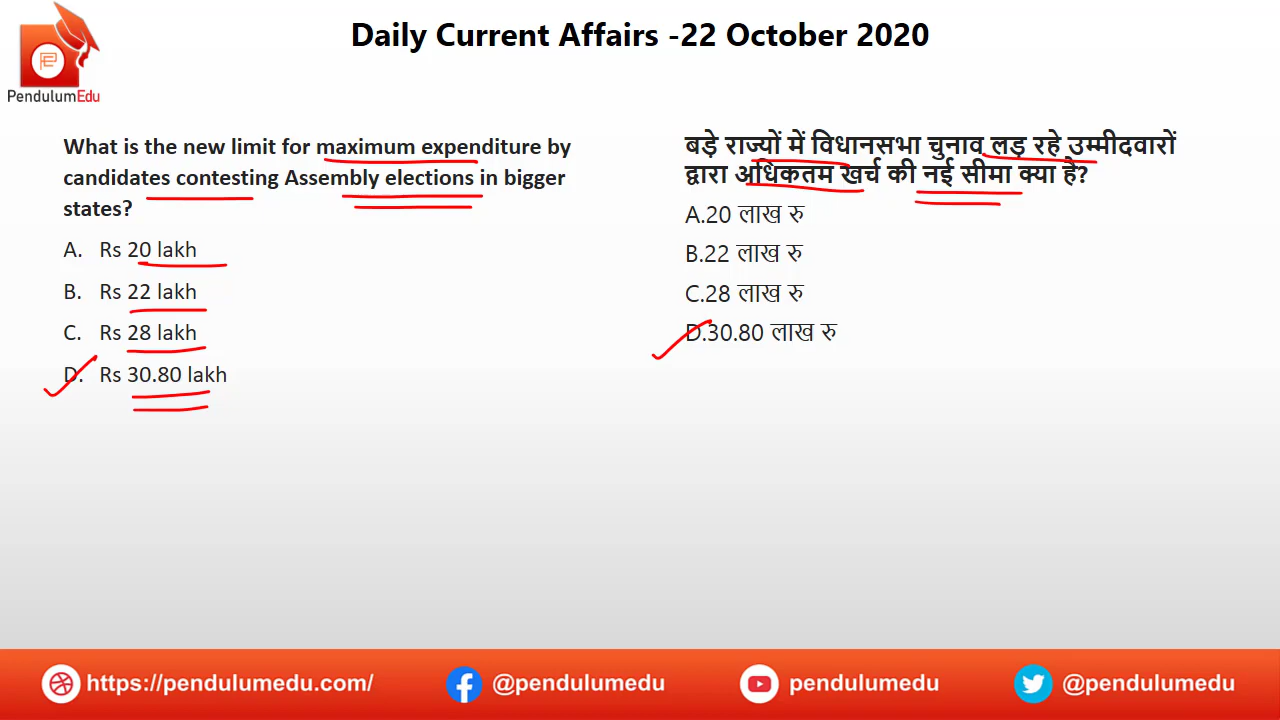 Daily Current Affairs -22 October 2020
PendulumEdu
What is the new limit for maximum expenditure by
candidates contesting Assembly elections in bigger
states?
A. Rs 20 lakh
B. Rs 22 lakh
C. Rs 28 lakh
D. Rs 30.80 lakh
बड़े राज्यों में विधानसभा चुनाव लड़ रहे उम्मीदवारों
द्वारा अधिकतम खर्च की नई सीमा क्या है?
A.20 लाख रु
B.22 लाख रु
C.28 लाख रु
D.30.80 लाख रु
https://pendulumedu.com/
@pendulumedu
pendulumedu
@pendulumedu